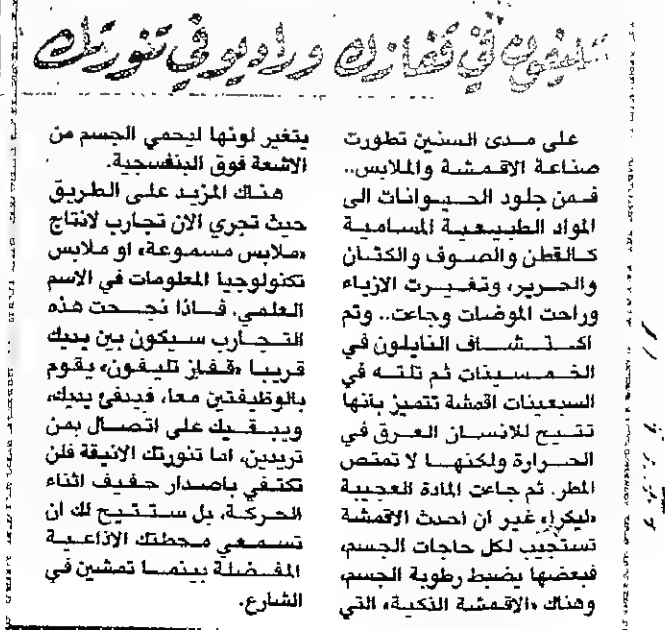 تليفون في قفازك وراديو في تنورتك
على مدى السنين تطورت
صناعة الاقمشة والملابس..
فمن جلود الحيوانات الى
المواد الطبيعية المسامية
كالقطن والصوف والكتان
والحرير، وتغيرت الازياء
وراحت الموضات وجاءت.. وتم
اكتشاف النايلون في
الخمسينات ثم تلته في
السبعينات اقمشة تتميز بانها
تتيح للانسان العرق في
الحرارة ولكنها لا تمتص
المطر. ثم جاءت المادة العجيبة
«ليكرا» غير ان احدث الاقمشة
تستجيب لكل حاجات الجسم،
فبعضها يضبط رطوبة الجسم،
وهناك «الاقمشة الذكية» التي
يتغير لونها ليحمي الجسم من
الاشعة فوق البنفسجية.
هناك المزيد على الطريق
حيث تجري الان تجارب لانتاج
«ملابس مسموعة» او ملابس
تكنولوجيا المعلومات في الاسم
العلمي. فاذا نجحت هذه
التجارب سيكون بين يديك
قريبا «قفاز تليفون» يقوم
بالوظيفتين معا، فيدفئ يديك،
ويبقيك على اتصال بمن
تريدين، اما تنورتك الانيقة فلن
تكتفي باصدار حفيف اثناء
الحركة، بل ستتيح لك ان
تسمعي محطتك الاذاعية
المفضلة بينما تمشين في
الشارع.